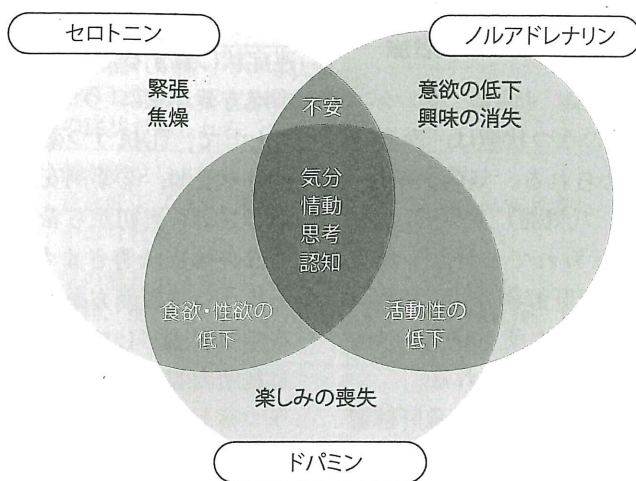 セロトニン
ノルアドレナリン
緊張
焦燥
不安
意欲の低下
興味の消失
気分
情動
思考
認知
食欲・性欲の
低下
活動性の
低下
楽しみの喪失
ドパミン